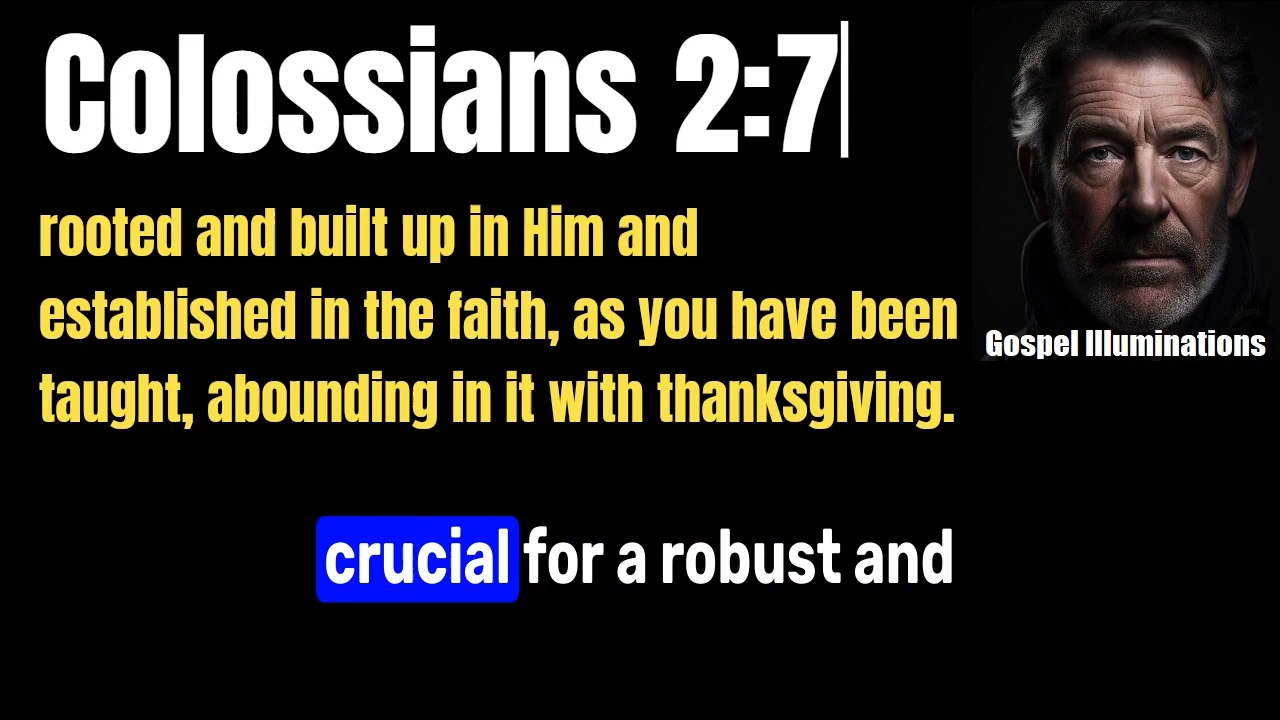 Colossians 2:7
rooted and built up in Him and
established in the faith, as you have been
taught, abounding in it with thanksgiving.
Gospel Illuminations
crucial for a robust and